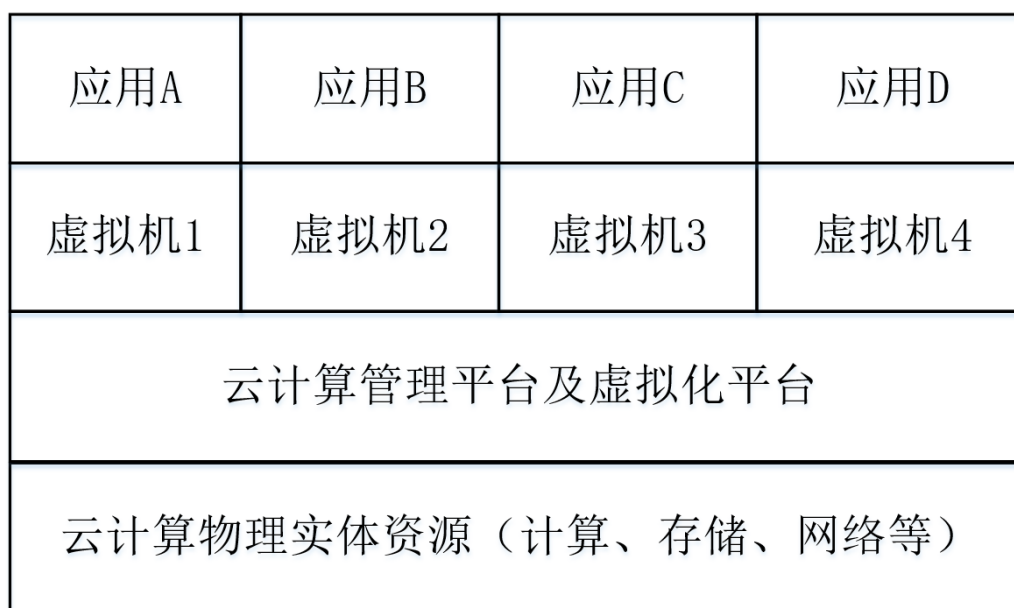 应用A 应用B 应用C 应用D
虚拟机1 虚拟机2 虚拟机3 虚拟机4
云计算管理平台及虚拟化平台
云计算物理实体资源（计算、存储、网络等）